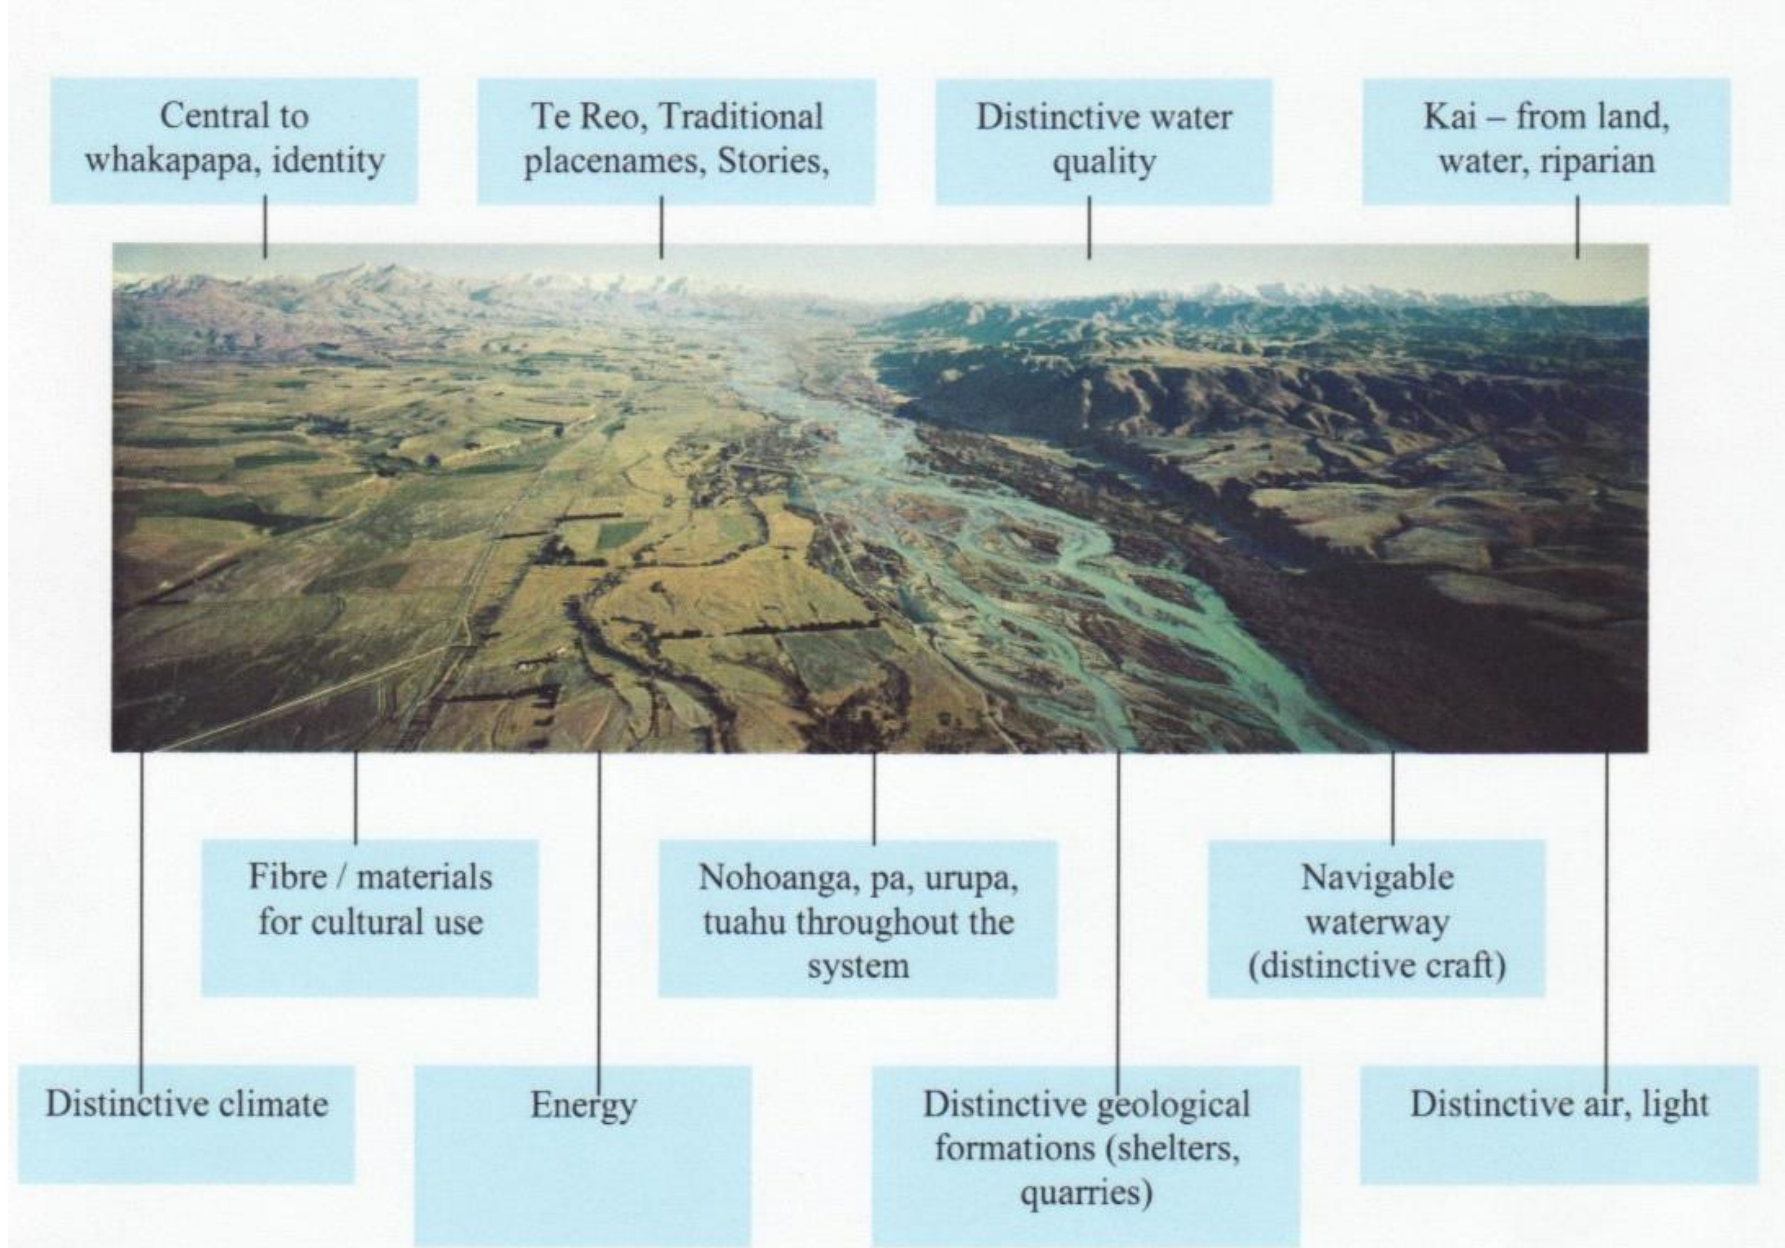 Central to
whakapapa, identity
Te Reo, Traditional
placenames, Stories,
Distinctive water
quality
Kai – from land,
water, riparian
Fibre / materials
for cultural use
Nohoanga, pa, urupa,
tuahu throughout the
system
Navigable
waterway
(distinctive craft)
Distinctive climate
Energy
Distinctive geological
formations (shelters,
quarries)
Distinctive air, light